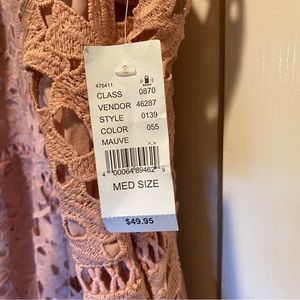 475411
CLASS 0870
VENDOR 46287
STYLE 0139
COLOR 055
MAUVE
4 00064 89462 9
MED SIZE
$49.95